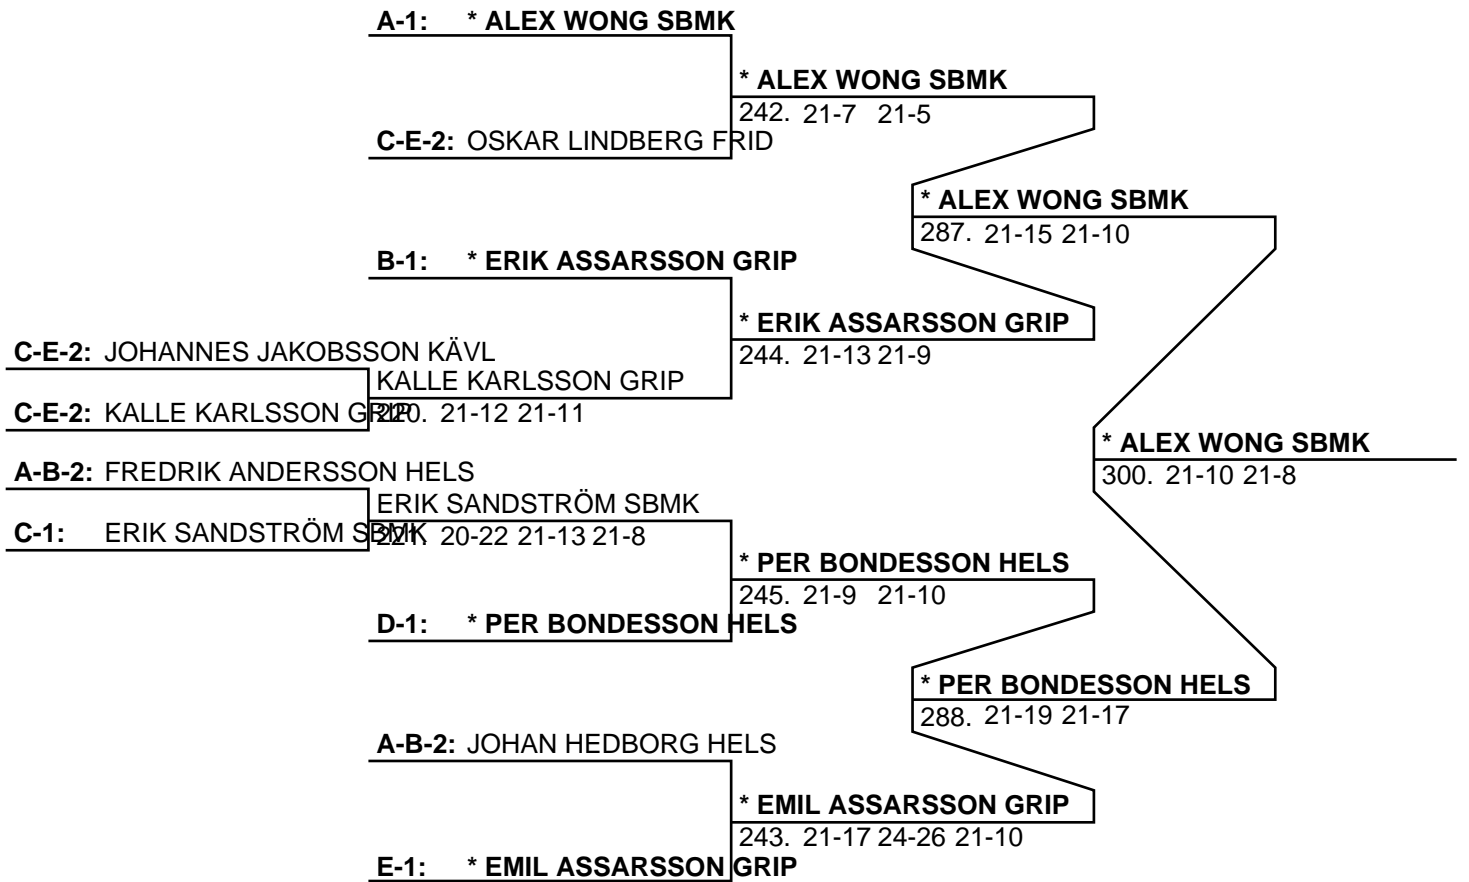 A-1: * ALEX WONG SBMK
* ALEX WONG SBMK
242. 21-7 21-5
C-E-2: OSKAR LINDBERG FRID
* ALEX WONG SBMK
287. 21-15 21-10
B-1: * ERIK ASSARSSON GRIP
* ERIK ASSARSSON GRIP
244. 21-13 21-9
C-E-2: JOHANNES JAKOBSSON KÄVL
KALLE KARLSSON GRIP
C-E-2: KALLE KARLSSON GRIP
220. 21-12 21-11
* ALEX WONG SBMK
300. 21-10 21-8
A-B-2: FREDRIK ANDERSSON HELS
ERIK SANDSTRÖM SBMK
C-1: ERIK SANDSTRÖM SBMK
221. 20-22 21-13 21-8
* PER BONDESSON HELS
245. 21-9 21-10
D-1: * PER BONDESSON HELS
* PER BONDESSON HELS
288. 21-19 21-17
A-B-2: JOHAN HEDBORG HELS
* EMIL ASSARSSON GRIP
243. 21-17 24-26 21-10
E-1: * EMIL ASSARSSON GRIP